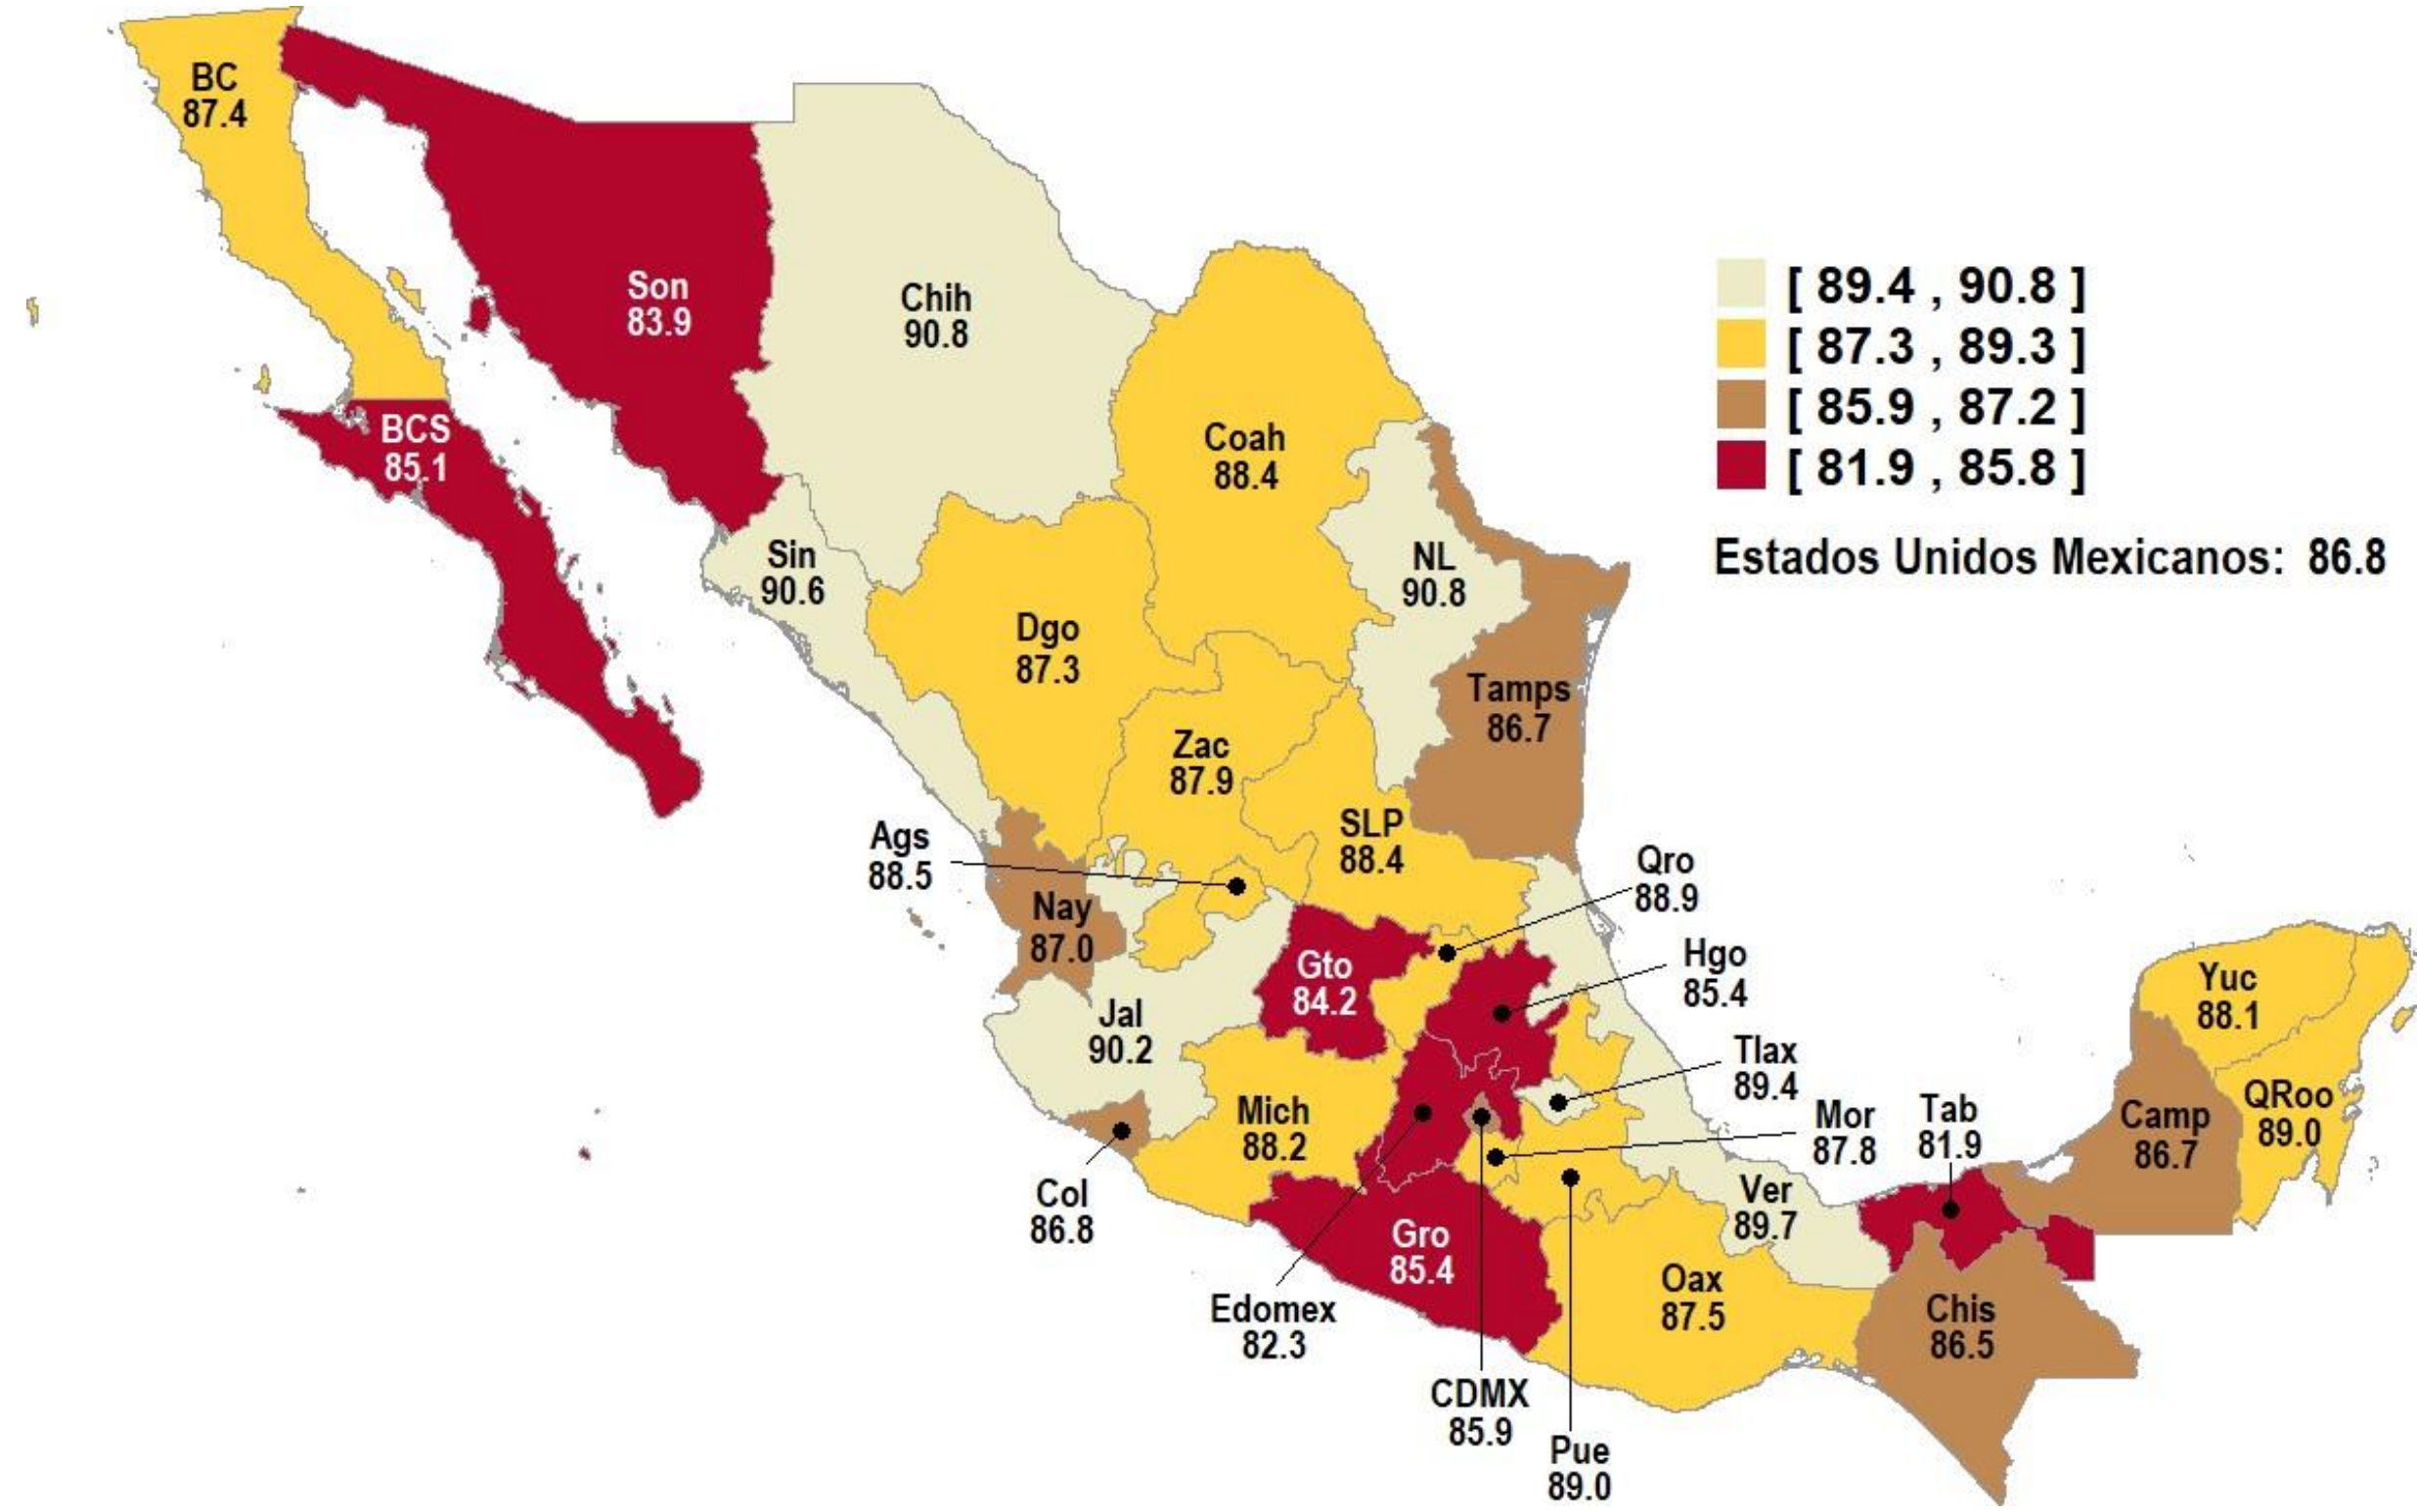 BC
87.4
Son
83.9
Chih
90.8
BCS
85.1
Coah
88.4
Sin
90.6
NL
90.8
Dgo
87.3
Tamps
86.7
Zac
87.9
SLP
88.4
Ags
88.5
Nay
87.0
Qro
88.9
Gto
84.2
Hgo
85.4
Jal
90.2
Tlax
89.4
Mich
88.2
Mor
87.8
Tab
81.9
Yuc
88.1
QRoo
89.0
Camp
86.7
Col
86.8
Ver
89.7
Gro
85.4
Oax
87.5
Chis
86.5
Edomex
82.3
CDMX
85.9
Pue
89.0
[ 89.4 , 90.8 ]
[ 87.3 , 89.3 ]
[ 85.9 , 87.2 ]
[ 81.9 , 85.8 ]
Estados Unidos Mexicanos: 86.8